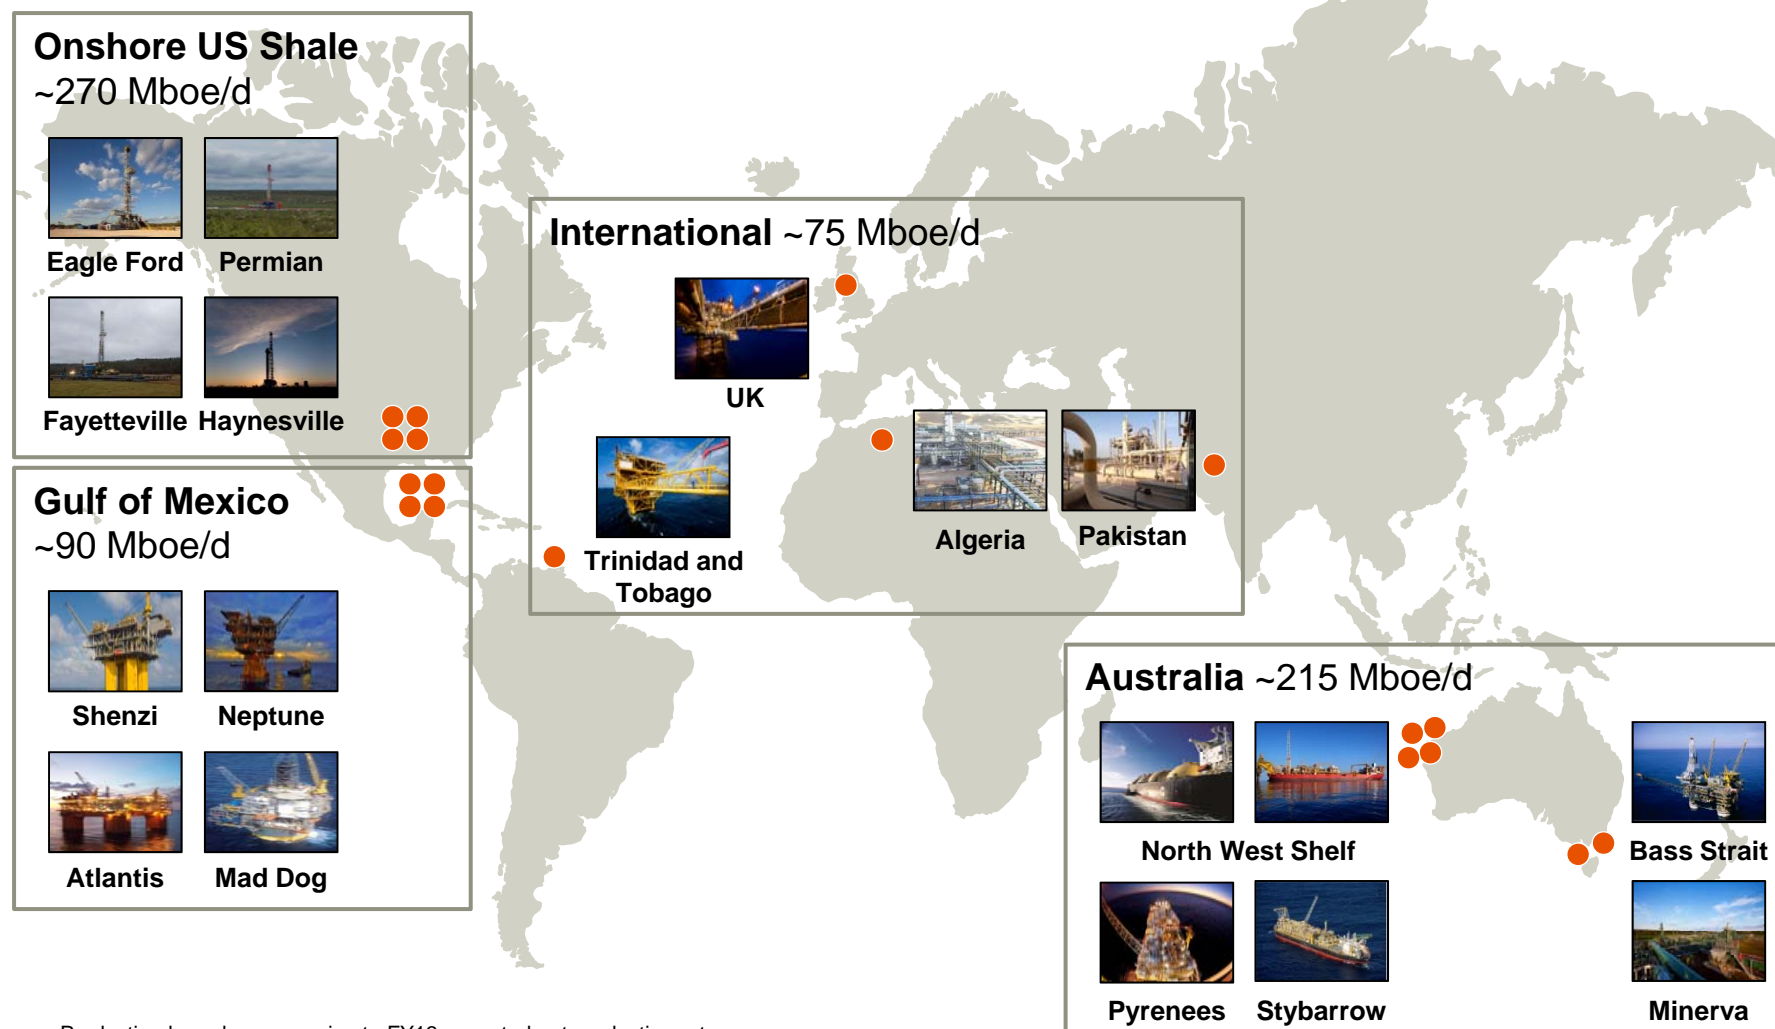 Onshore US Shale
~270 Mboe/d
Eagle Ford Permian
Fayetteville Haynesville
Gulf of Mexico
~90 Mboe/d
Shenzi Neptune
Atlantis Mad Dog
International ~75 Mboe/d
UK
Trinidad and
Tobago
Algeria
Pakistan
Australia ~215 Mboe/d
North West Shelf
Bass Strait
Pyrenees Stybarrow
Minerva